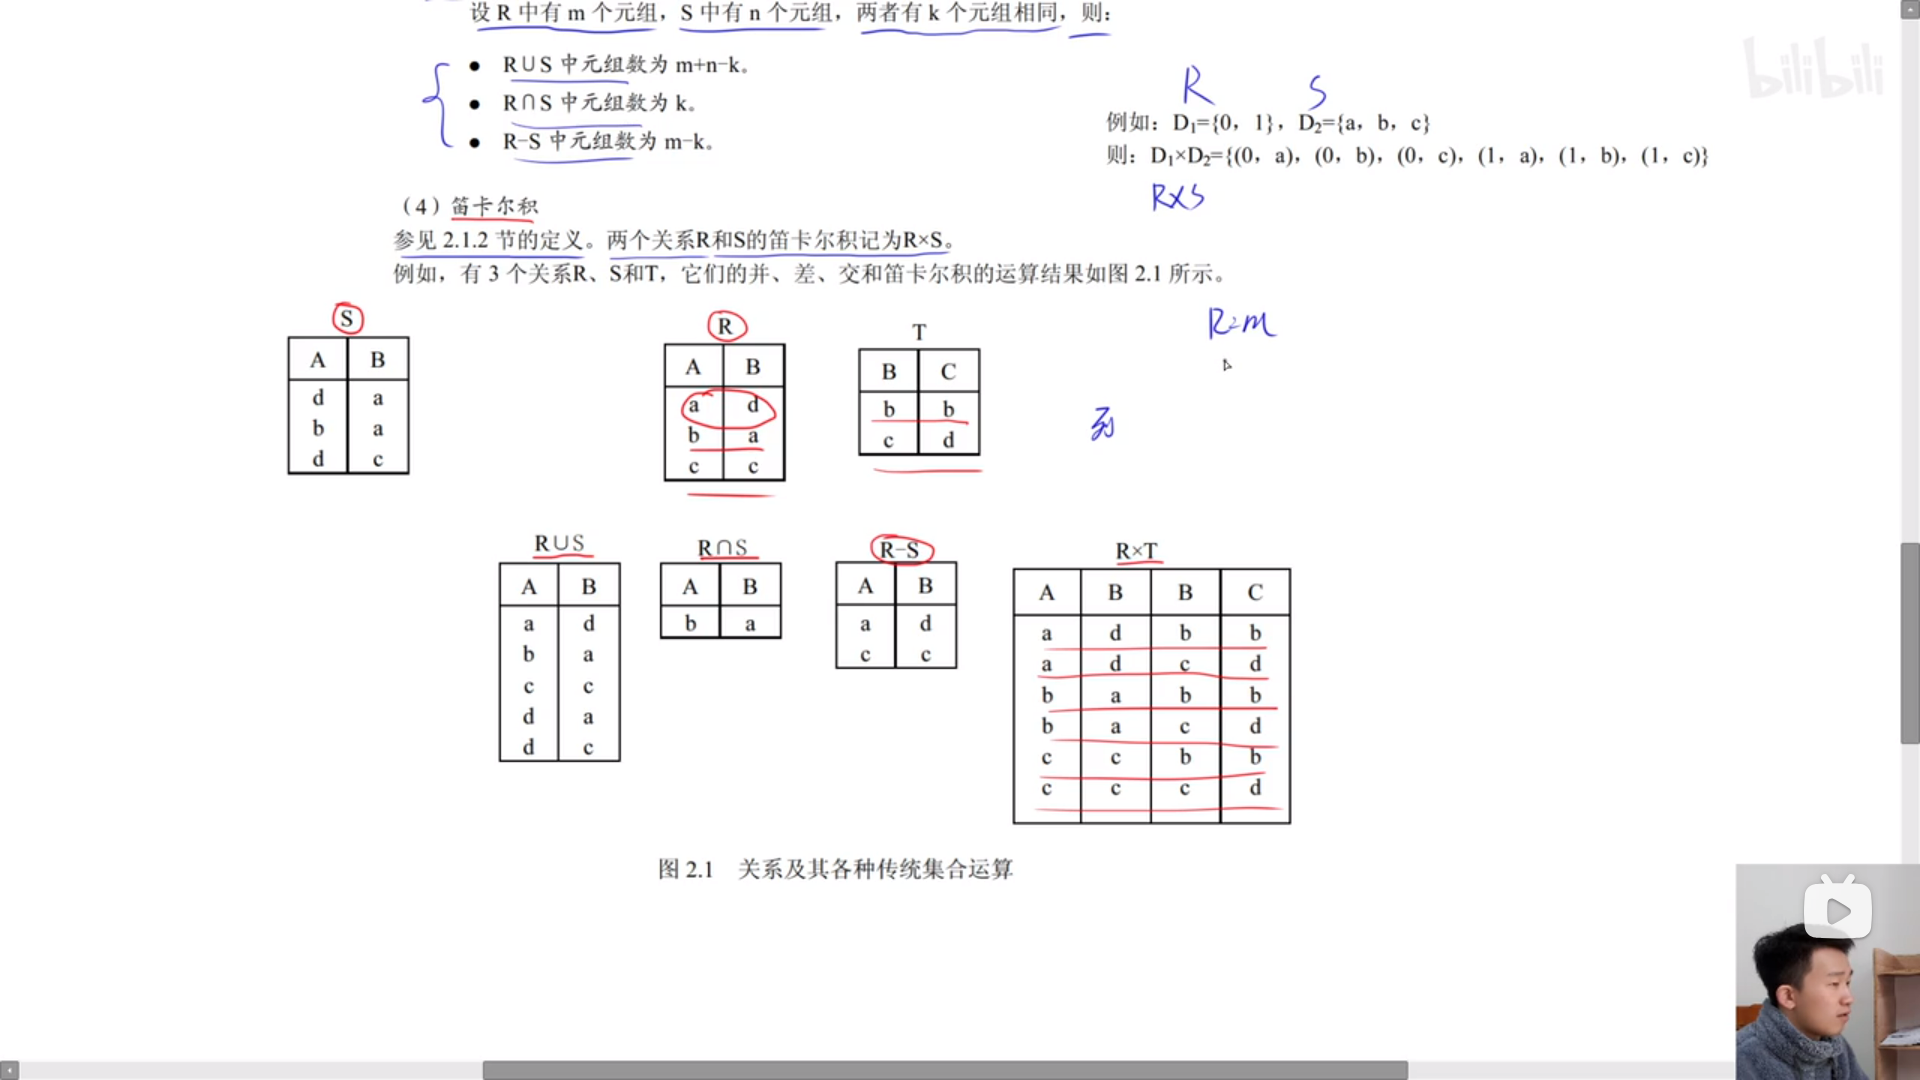 设 R 中有 m 个元组，S 中有 n 个元组，两者有 k 个元组相同，则：
● R∪S 中元组数为 m+n-k。
● R∩S 中元组数为 k。
● R-S 中元组数为 m-k。
bilibili
R S
例如：D₁={0，1}，D₂={a，b，c}
则：D₁×D₂={(0，a)，(0，b)，(0，c)，(1，a)，(1，b)，(1，c)}
R×S
（4）笛卡尔积
参见 2.1.2 节的定义。两个关系R和S的笛卡尔积记为R×S。
例如，有 3 个关系R、S和T，它们的并、差、交和笛卡尔积的运算结果如图 2.1 所示。
S
A B
d a
b a
d c
R
A B
a d
b a
c c
T
B C
b b
c d
R=m
R∪S
A B
a d
b a
c c
d a
d c
R∩S
A B
b a
R-S
A B
a d
c c
R×T
A B B C
a d b b
a d c d
b a b b
b a c d
c c b b
c c c d
图 2.1 关系及其各种传统集合运算